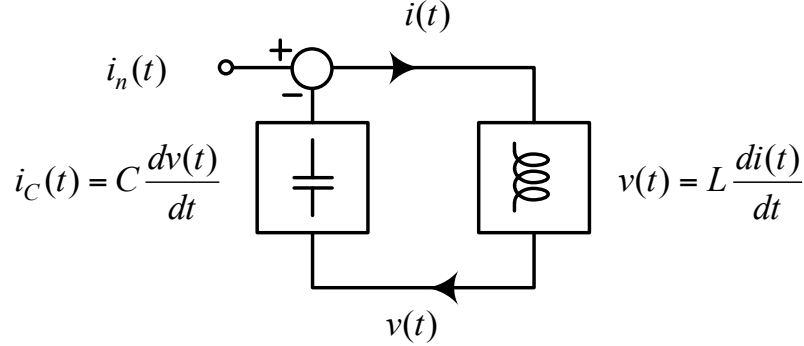 i(t)
+
i_n(t)
−
i_C(t) = C dv(t)/dt
v(t) = L di(t)/dt
v(t)